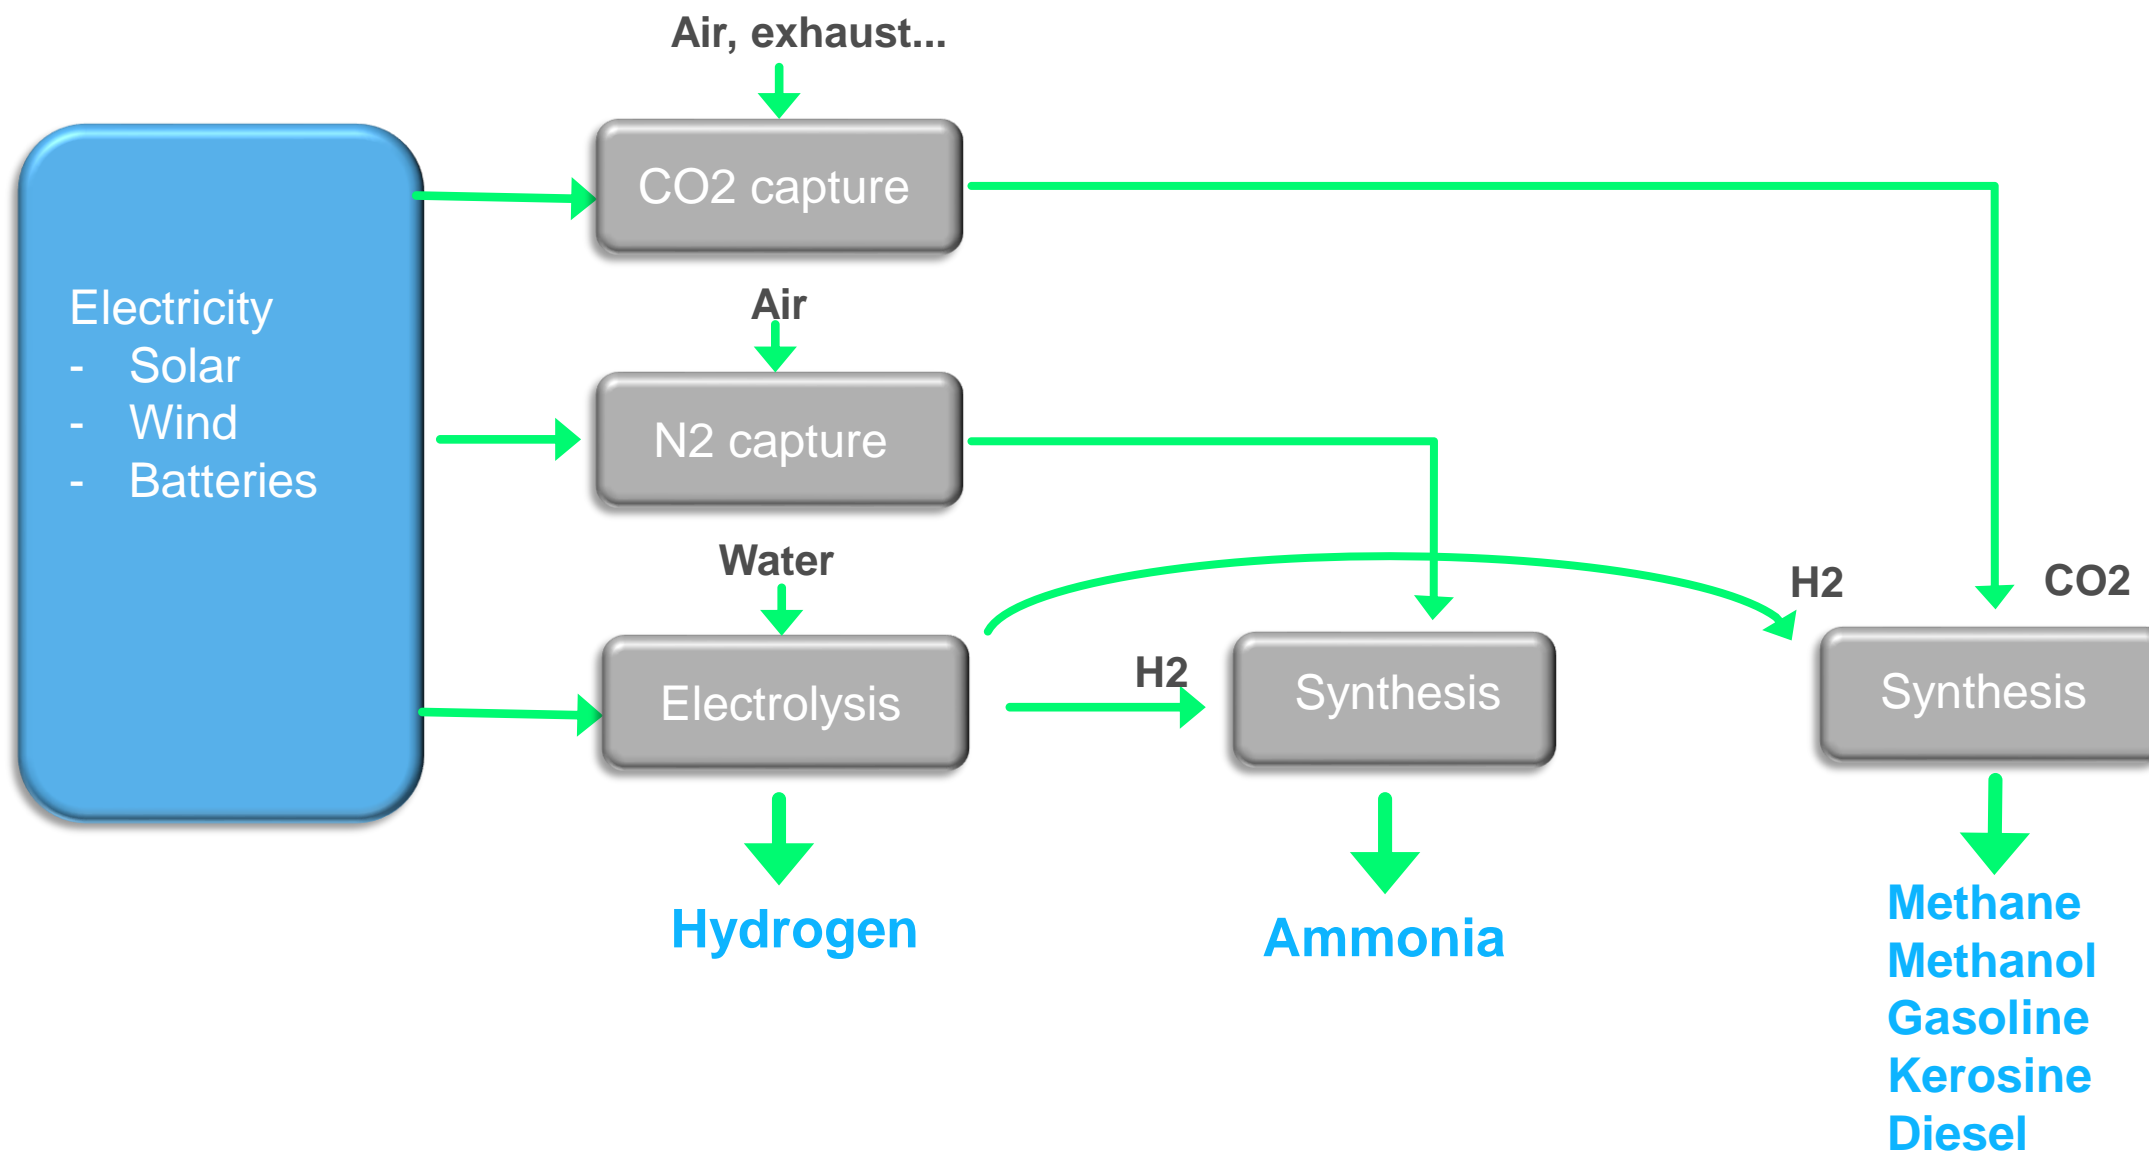 Air, exhaust...
CO2 capture
Electricity
- Solar
- Wind
- Batteries
Air
N2 capture
Water
Electrolysis
H2
Synthesis
H2
CO2
Synthesis
Hydrogen
Ammonia
Methane
Methanol
Gasoline
Kerosine
Diesel